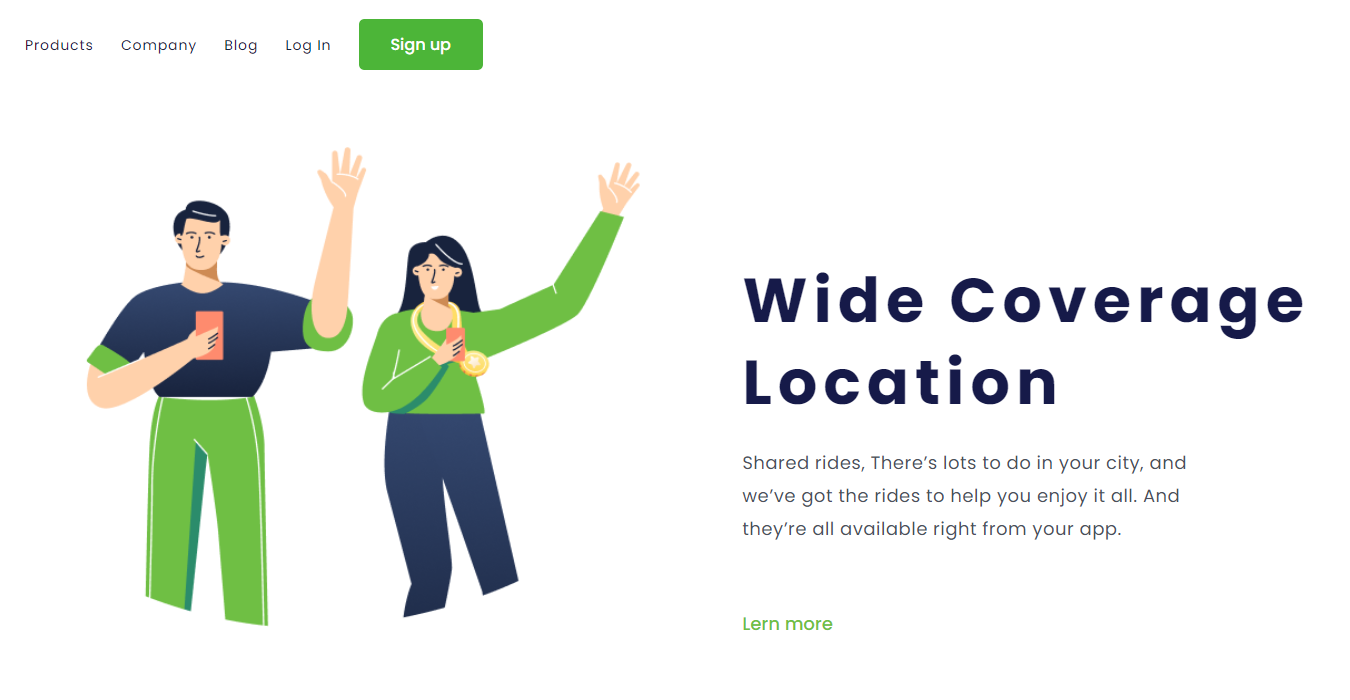 Products Company Blog Log In Sign up
Wide Coverage
Location
Shared rides, There’s lots to do in your city, and
we’ve got the rides to help you enjoy it all. And
they’re all available right from your app.
Lern more